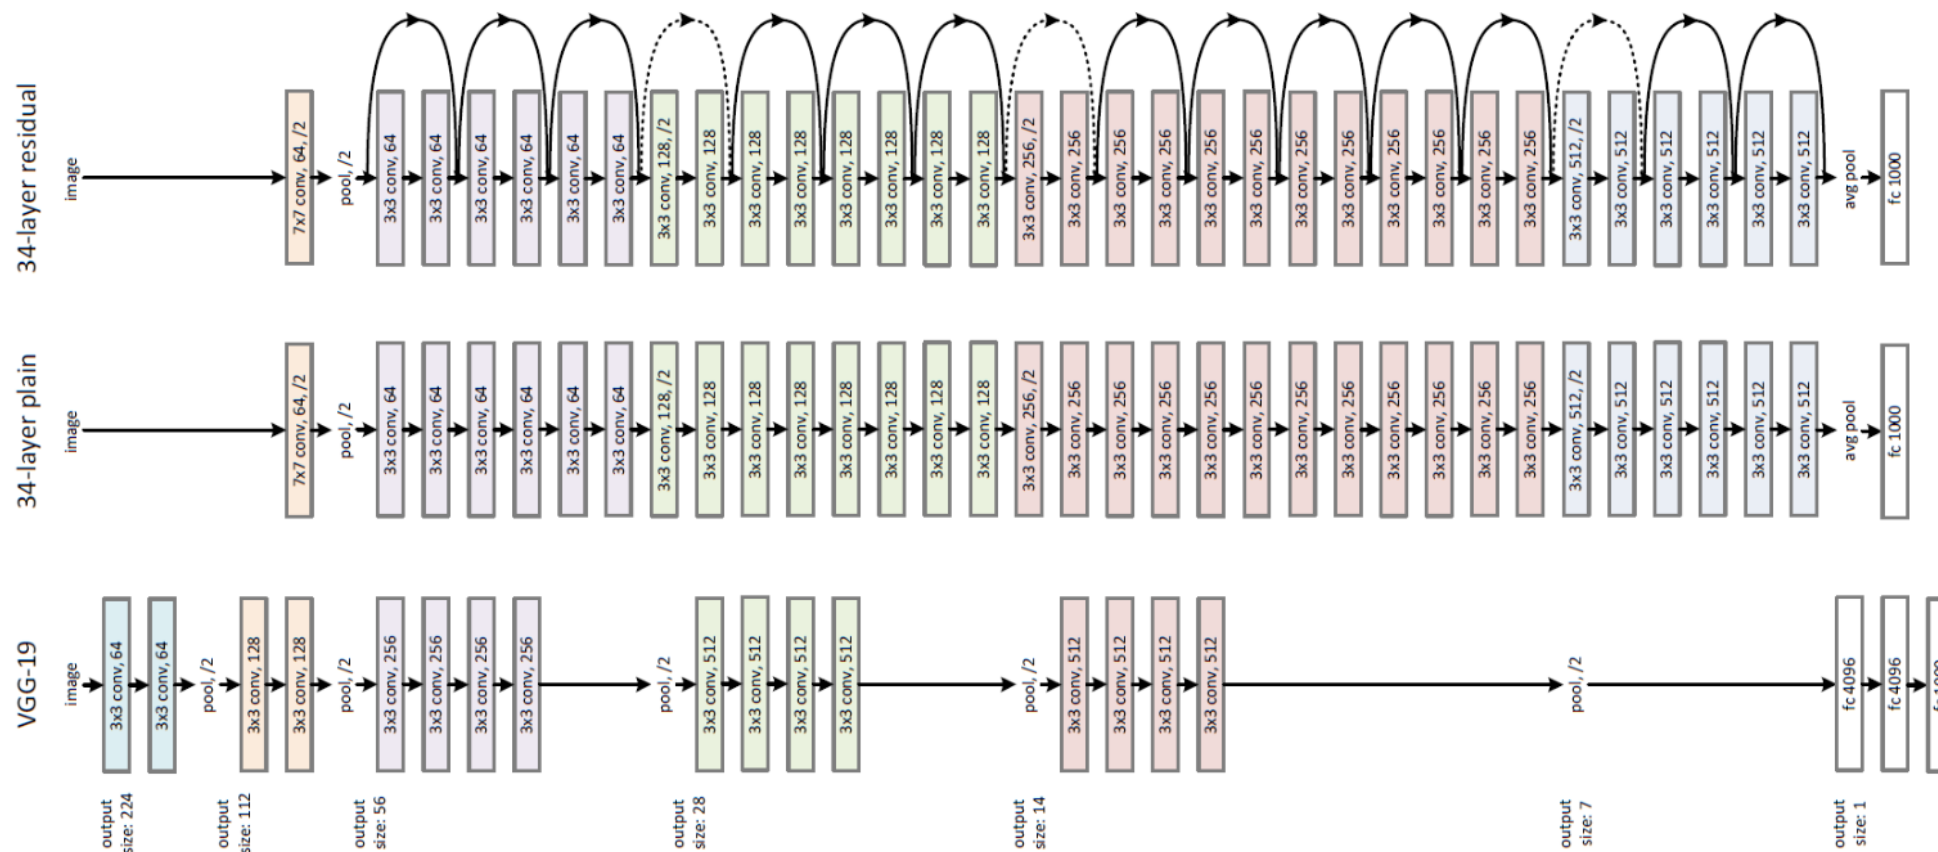 34-layer residual
image
7x7 conv, 64, /2
pool, /2
3x3 conv, 64
3x3 conv, 64
3x3 conv, 64
3x3 conv, 64
3x3 conv, 64
3x3 conv, 64
3x3 conv, 128, /2
3x3 conv, 128
3x3 conv, 128
3x3 conv, 128
3x3 conv, 128
3x3 conv, 128
3x3 conv, 128
3x3 conv, 128
3x3 conv, 256, /2
3x3 conv, 256
3x3 conv, 256
3x3 conv, 256
3x3 conv, 256
3x3 conv, 256
3x3 conv, 256
3x3 conv, 256
3x3 conv, 256
3x3 conv, 256
3x3 conv, 256
3x3 conv, 256
3x3 conv, 512, /2
3x3 conv, 512
3x3 conv, 512
3x3 conv, 512
3x3 conv, 512
3x3 conv, 512
avg pool
fc 1000
34-layer plain
image
7x7 conv, 64, /2
pool, /2
3x3 conv, 64
3x3 conv, 64
3x3 conv, 64
3x3 conv, 64
3x3 conv, 64
3x3 conv, 64
3x3 conv, 128, /2
3x3 conv, 128
3x3 conv, 128
3x3 conv, 128
3x3 conv, 128
3x3 conv, 128
3x3 conv, 128
3x3 conv, 128
3x3 conv, 256, /2
3x3 conv, 256
3x3 conv, 256
3x3 conv, 256
3x3 conv, 256
3x3 conv, 256
3x3 conv, 256
3x3 conv, 256
3x3 conv, 256
3x3 conv, 256
3x3 conv, 256
3x3 conv, 256
3x3 conv, 512, /2
3x3 conv, 512
3x3 conv, 512
3x3 conv, 512
3x3 conv, 512
3x3 conv, 512
avg pool
fc 1000
VGG-19
image
3x3 conv, 64
3x3 conv, 64
pool, /2
3x3 conv, 128
3x3 conv, 128
pool, /2
3x3 conv, 256
3x3 conv, 256
3x3 conv, 256
3x3 conv, 256
pool, /2
3x3 conv, 512
3x3 conv, 512
3x3 conv, 512
3x3 conv, 512
pool, /2
3x3 conv, 512
3x3 conv, 512
3x3 conv, 512
3x3 conv, 512
pool, /2
fc 4096
fc 4096
output
size: 224
output
size: 112
output
size: 56
output
size: 28
output
size: 14
output
size: 7
output
size: 1